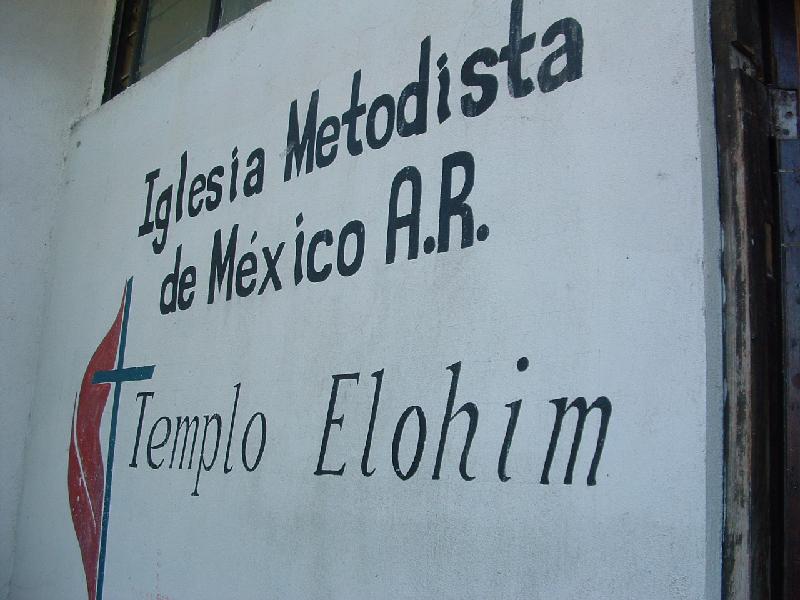 Iglesia Metodista
de México A.R.
Templo Elohim